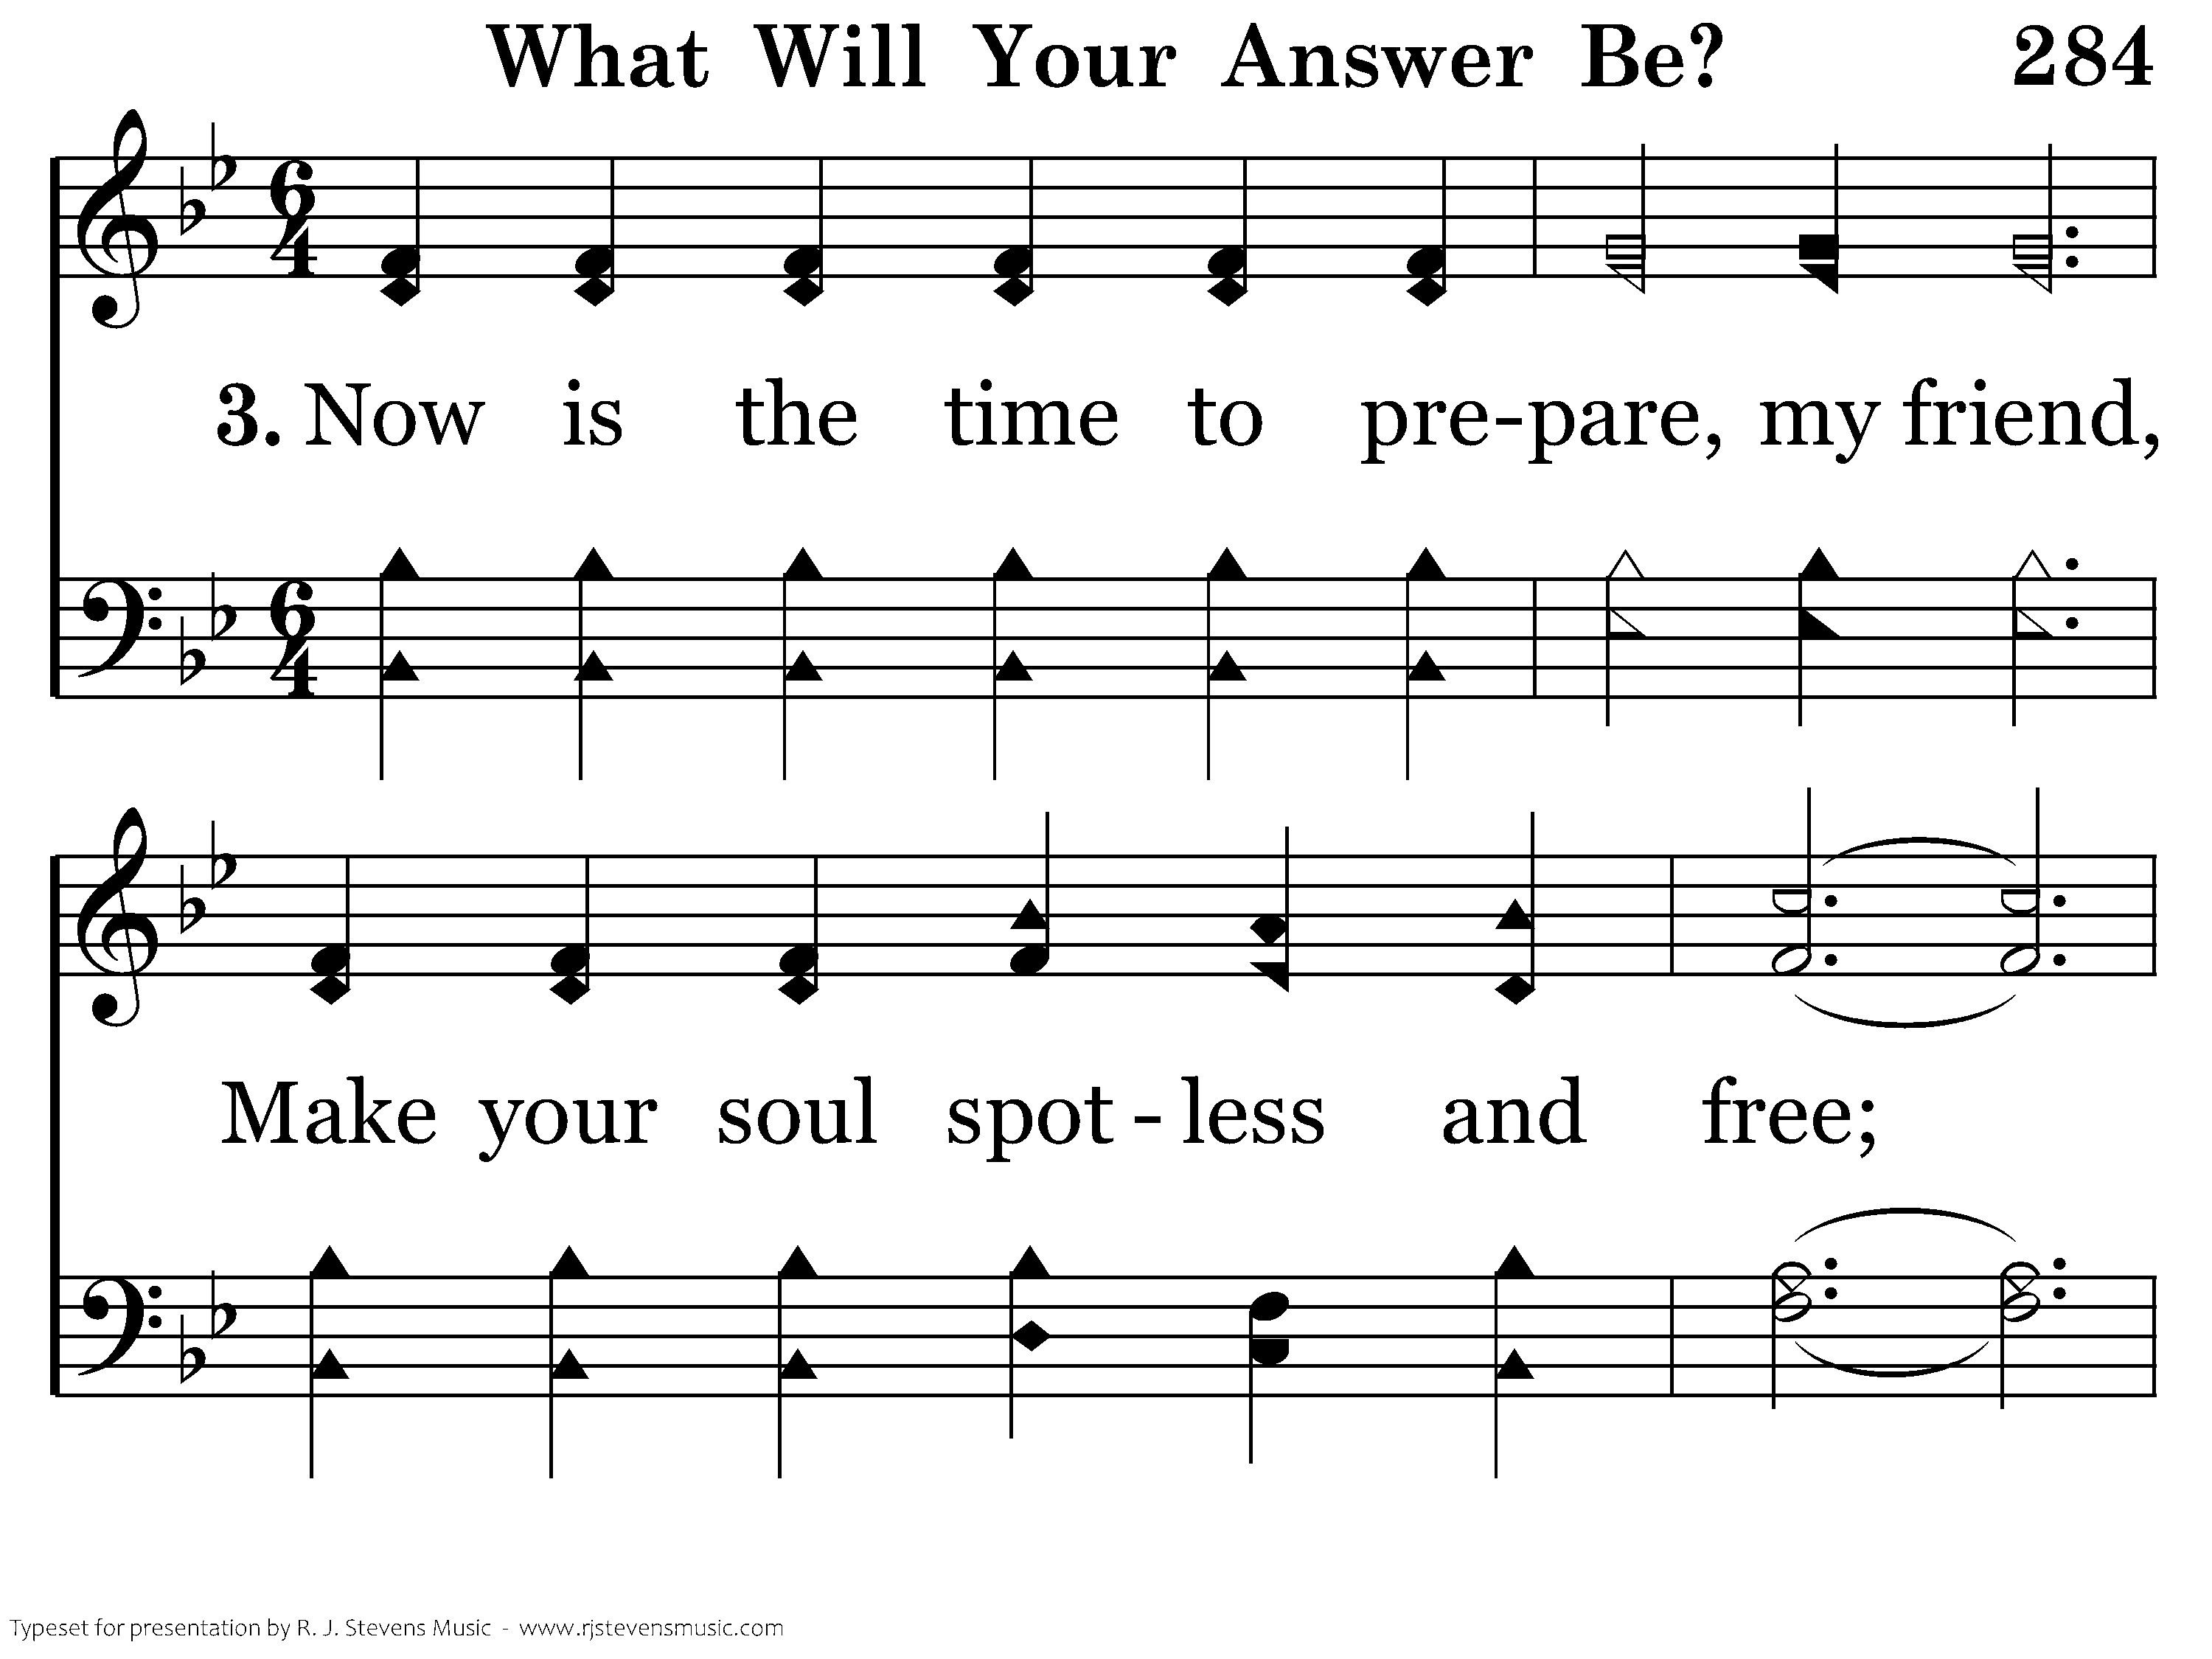 What Will Your Answer Be? 284
3. Now is the time to pre-pare, my friend,
Make your soul spot - less and free;
Typeset for presentation by R. J. Stevens Music - www.rjstevensmusic.com